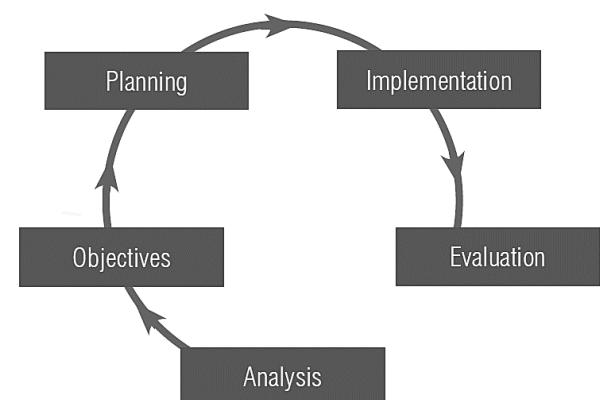 Planning
Implementation
Objectives
Evaluation
Analysis